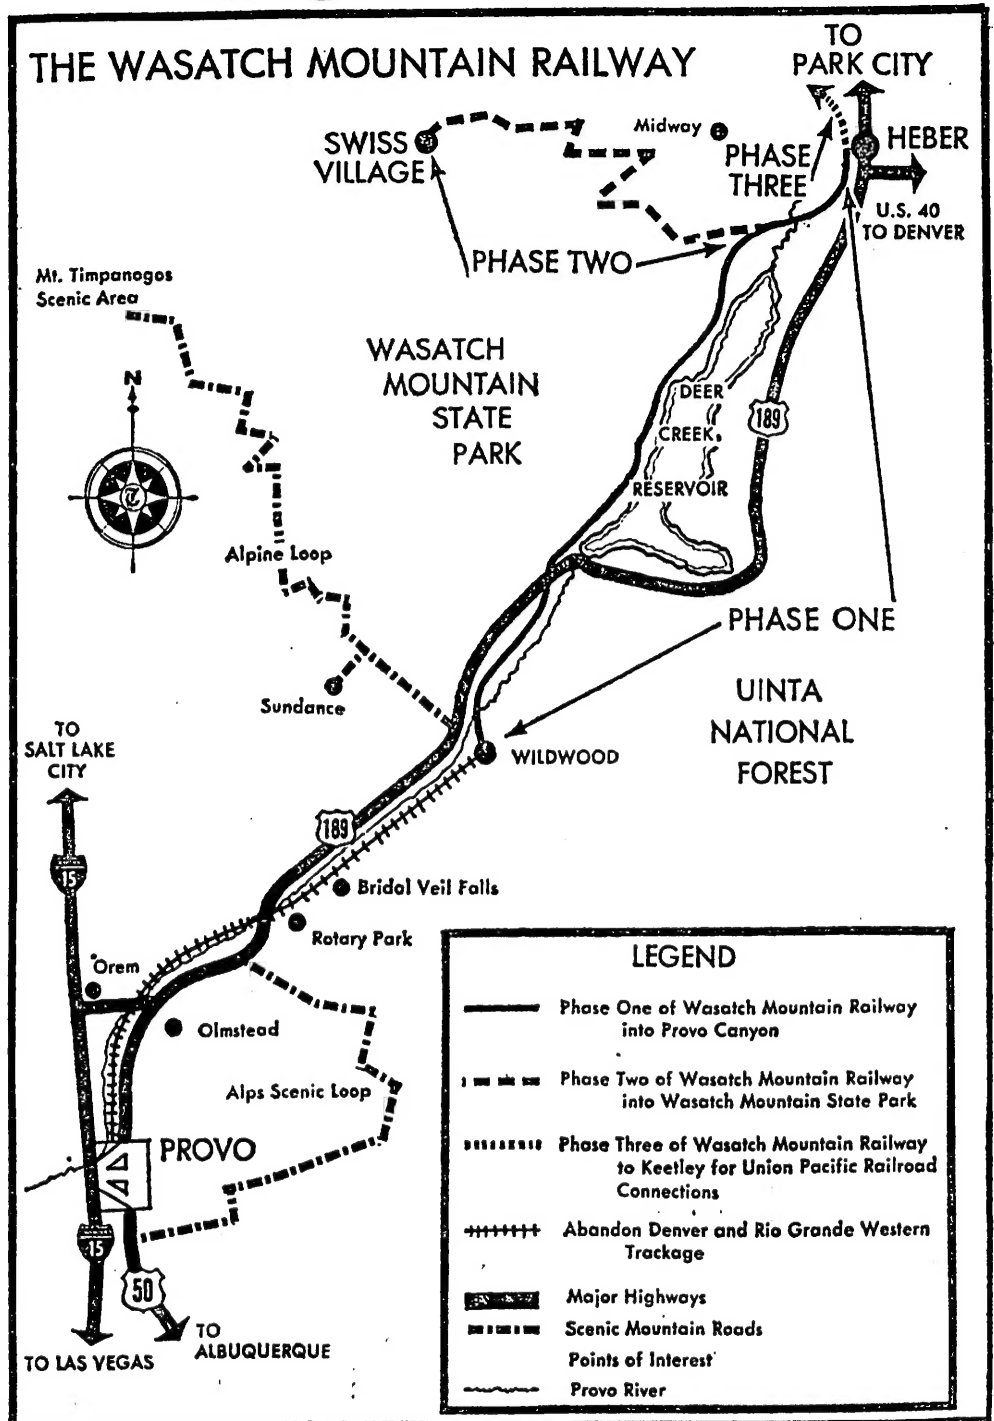 THE WASATCH MOUNTAIN RAILWAY
TO
PARK CITY
Midway
HEBER
SWISS
VILLAGE
PHASE
THREE
U.S. 40
TO DENVER
PHASE TWO
Mt. Timpanogos
Scenic Area
WASATCH
MOUNTAIN
STATE
PARK
N
DEER
CREEK
RESERVOIR
189
Alpine Loop
PHASE ONE
Sundance
UINTA
NATIONAL
FOREST
WILDWOOD
TO
SALT LAKE
CITY
189
15
Bridal Veil Falls
Rotary Park
Orem
Olmstead
Alps Scenic Loop
PROVO
15
50
TO
ALBUQUERQUE
TO LAS VEGAS
LEGEND
Phase One of Wasatch Mountain Railway
into Provo Canyon
Phase Two of Wasatch Mountain Railway
into Wasatch Mountain State Park
Phase Three of Wasatch Mountain Railway
to Keetley for Union Pacific Railroad
Connections
Abandon Denver and Rio Grande Western
Trackage
Major Highways
Scenic Mountain Roads
Points of Interest
Provo River